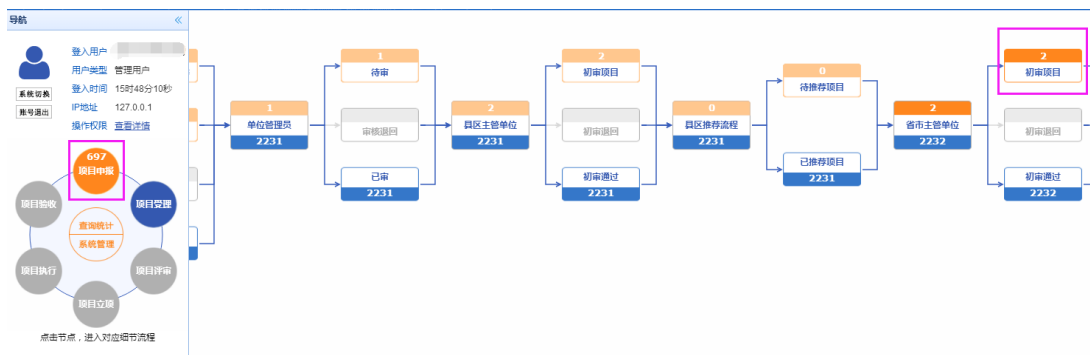 导航
«
登入用户
用户类型 管理用户
登入时间 15时48分10秒
IP地址 127.0.0.1
操作权限 查看详情
系统切换
账号退出
697
项目申报
项目验收
项目受理
查询统计
系统管理
项目执行
项目评审
项目立项
点击节点，进入对应细节流程
1
单位管理员
2231
1
待审
审核退回
已审
2231
2
县区主管单位
2231
2
初审项目
初审退回
初审通过
2231
0
县区推荐流程
2231
0
待推荐项目
已推荐项目
2231
2
省市主管单位
2232
2
初审项目
初审退回
初审通过
2232